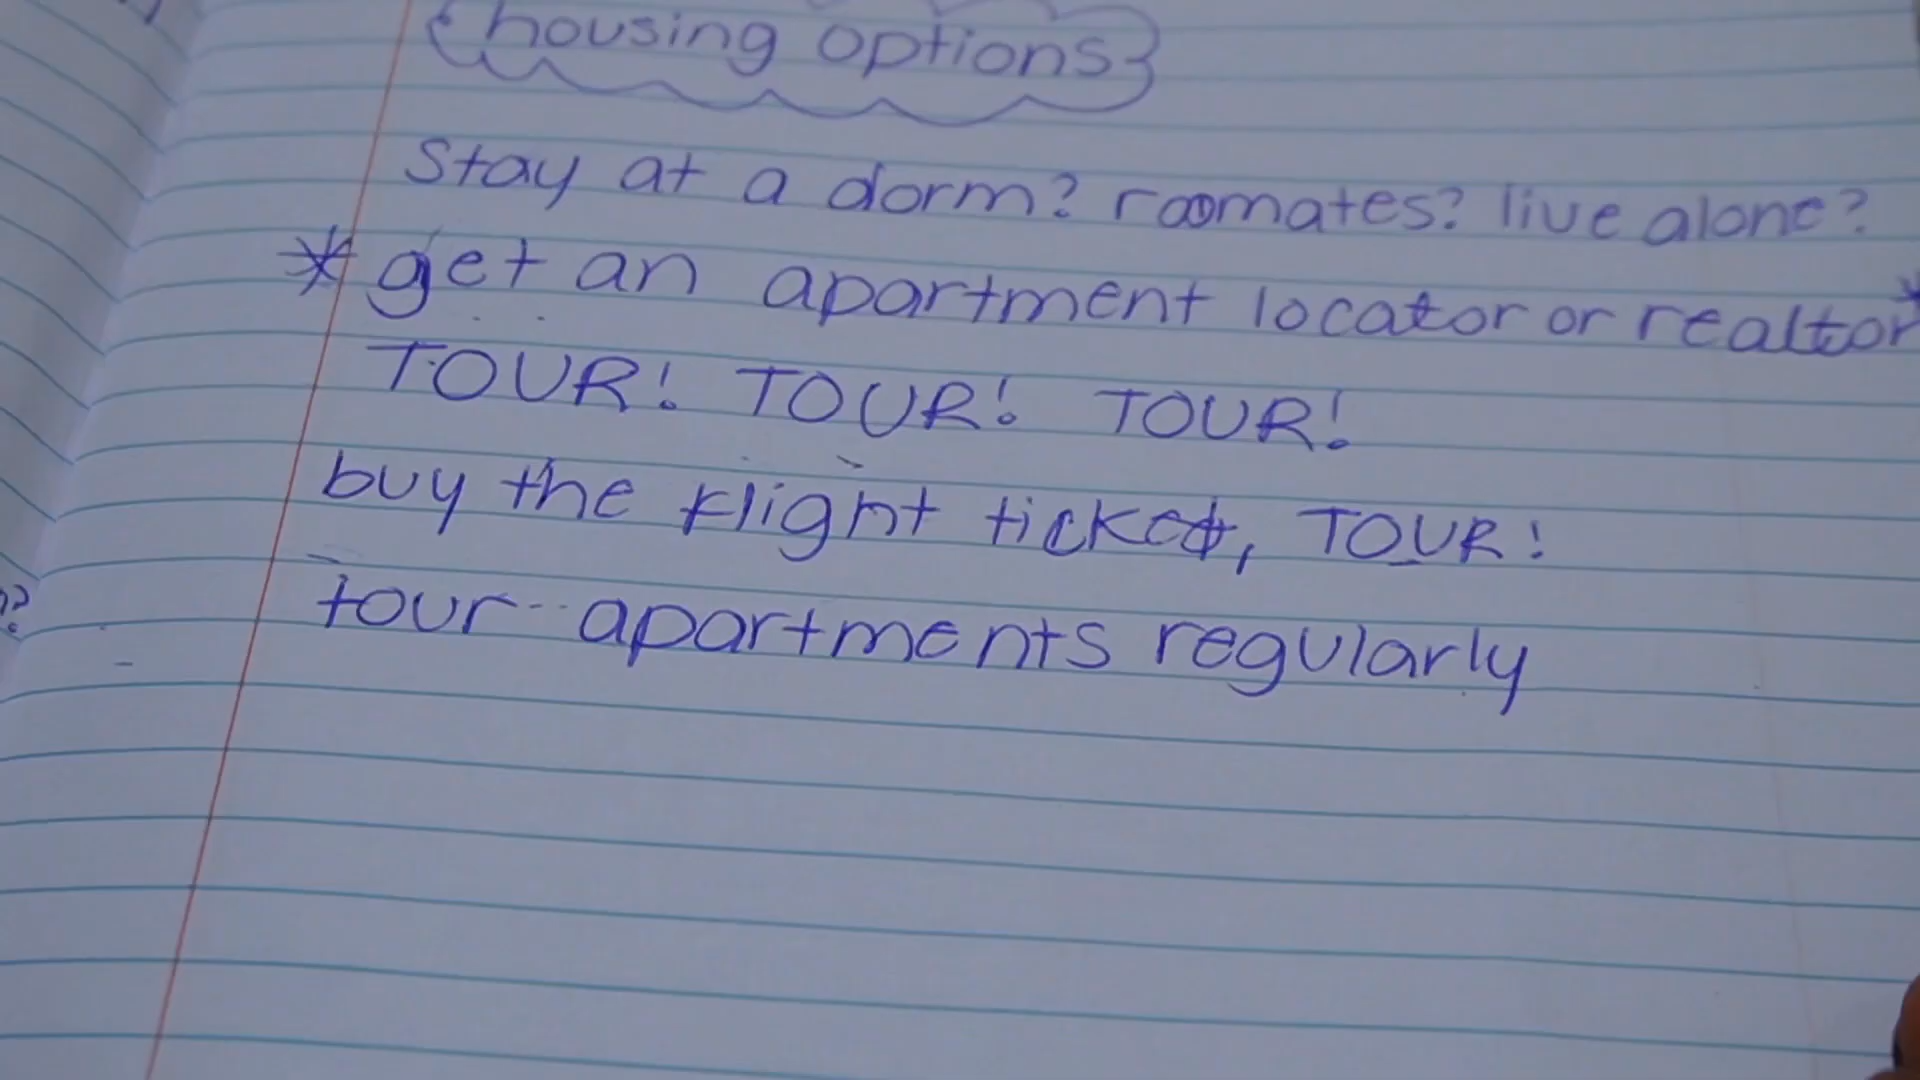 housing options
Stay at a dorm? roomates? live alone?
* get an apartment locator or realtor *
TOUR! TOUR! TOUR!
buy the flight ticket, TOUR!
tour apartments regularly